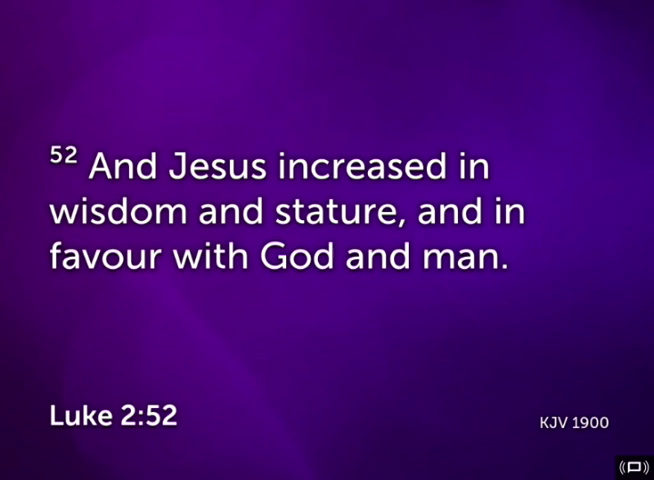 52 And Jesus increased in
wisdom and stature, and in
favour with God and man.
Luke 2:52
KJV 1900